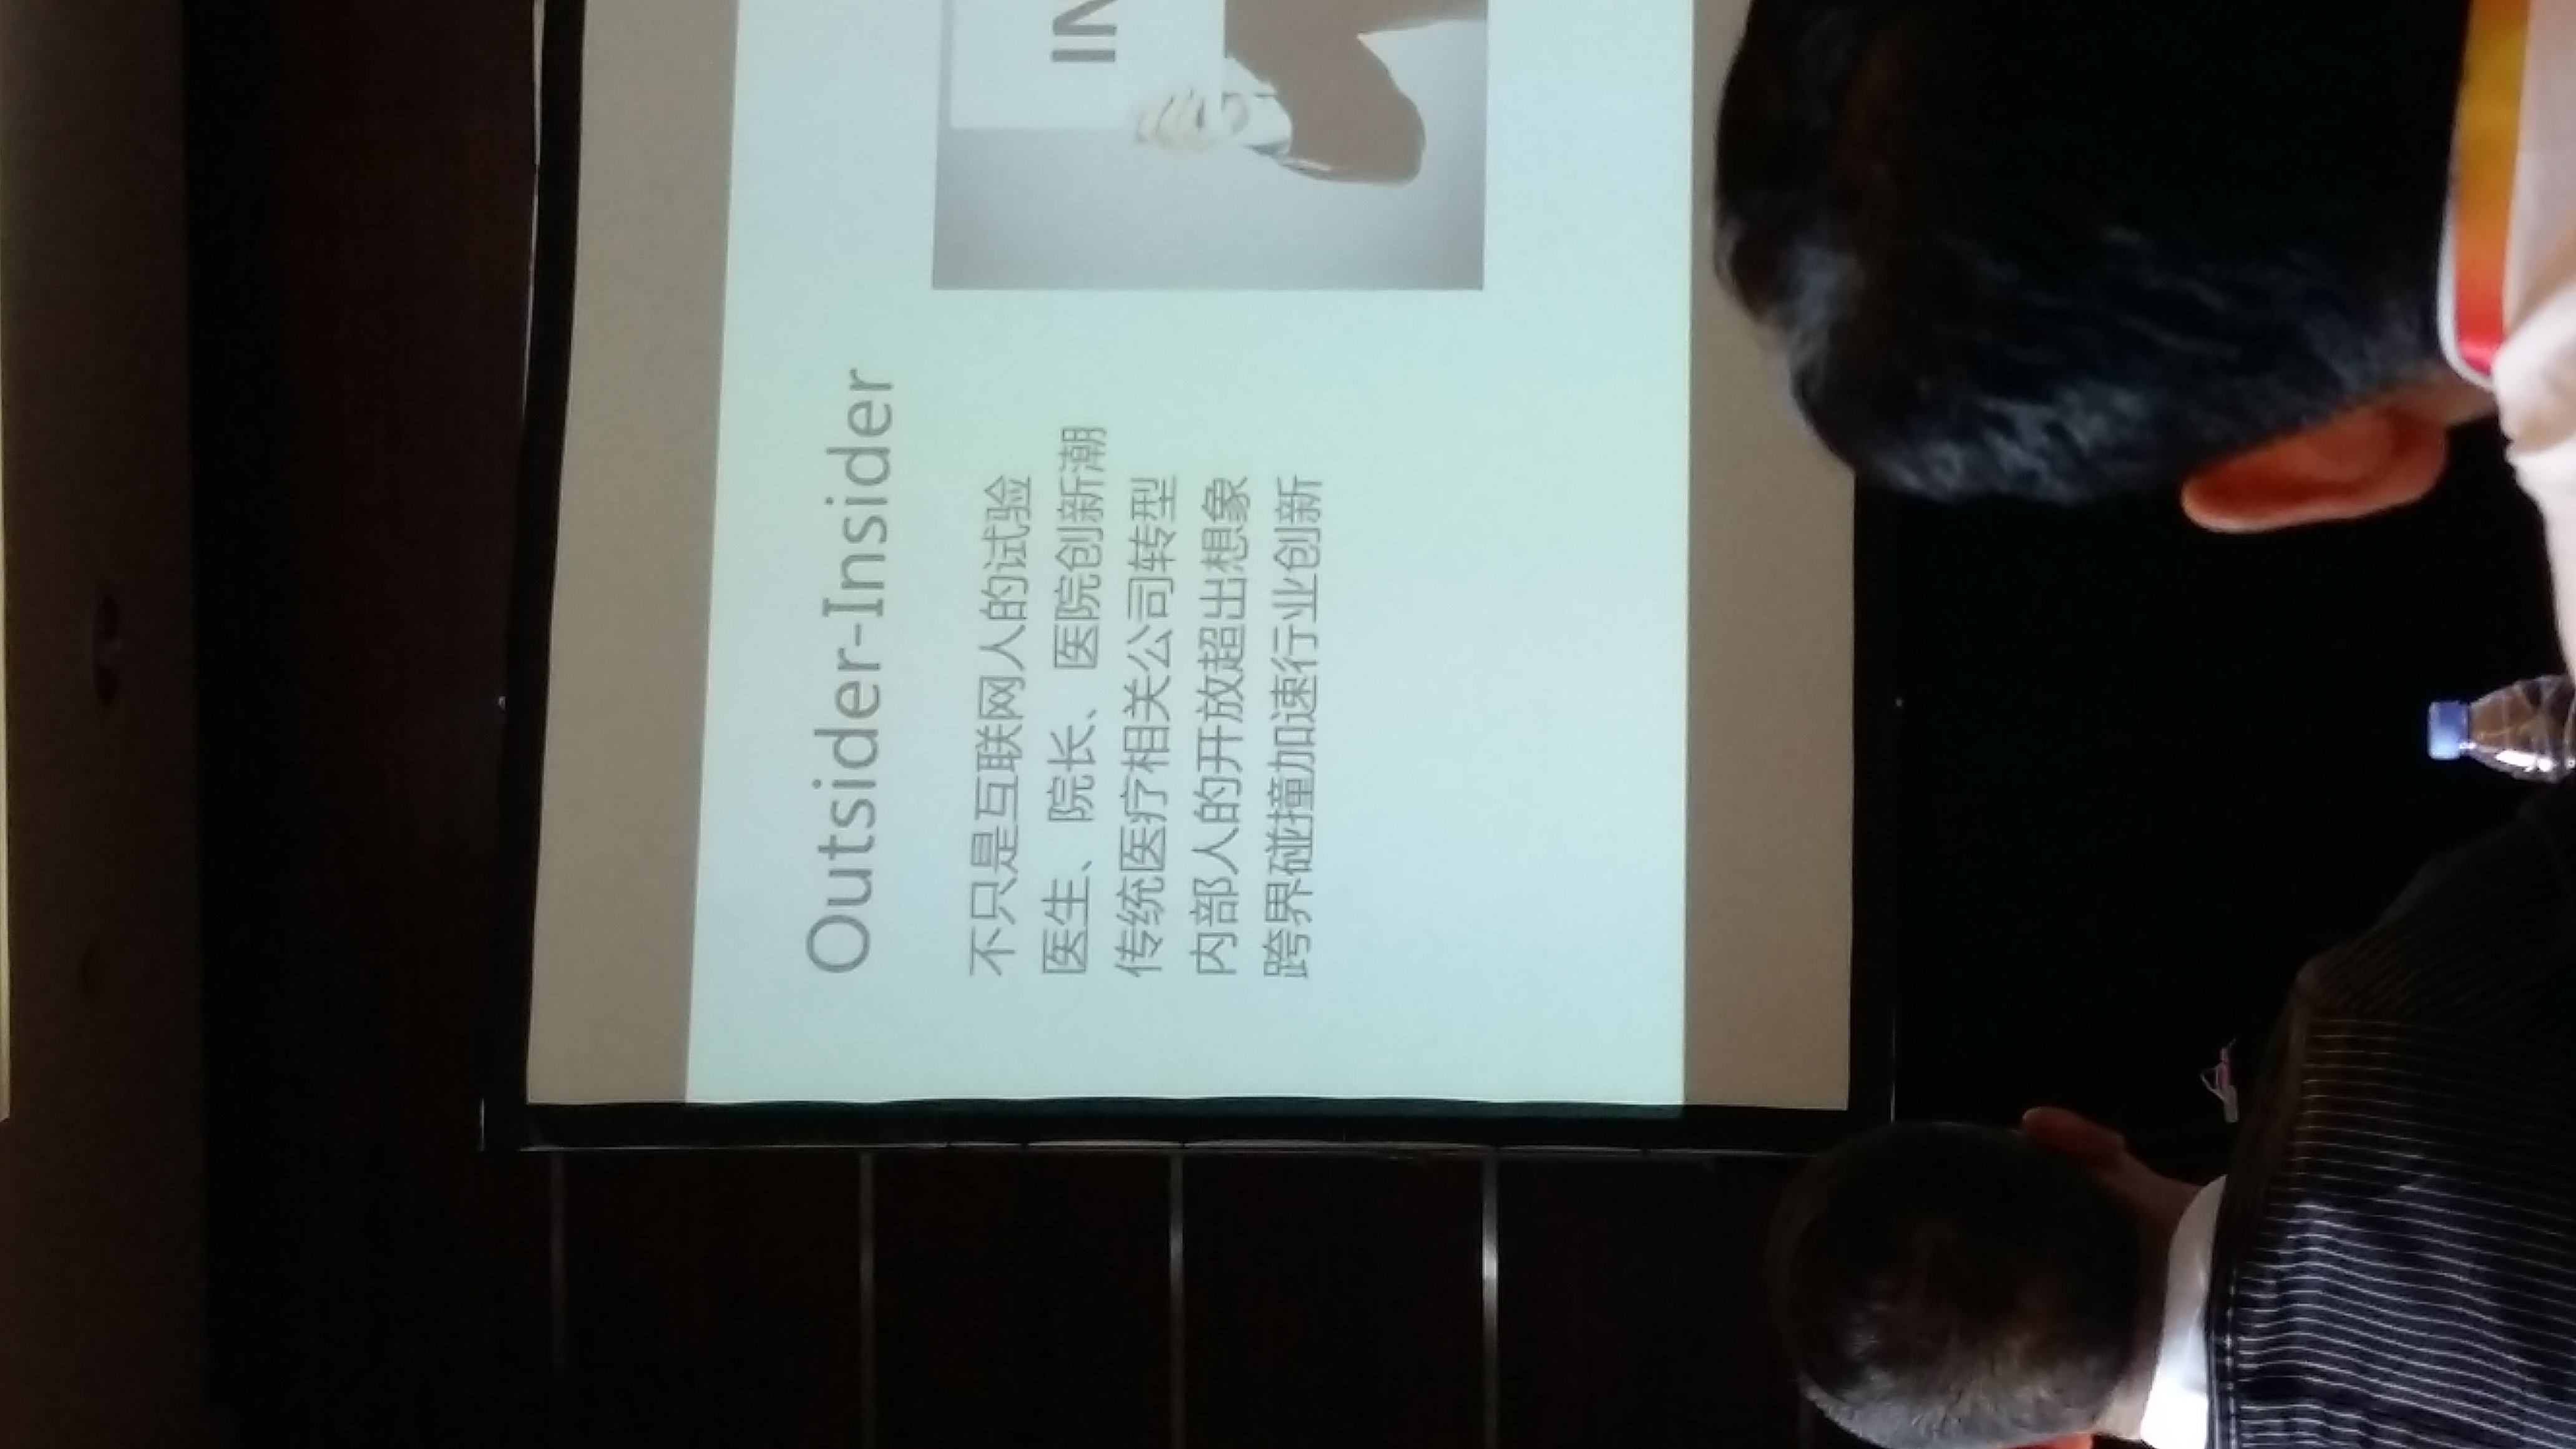 Outsider-Insider
不只是互联网人的试验
医生、院长、医院创新潮
传统医疗相关公司转型
内部人的开放超出想象
跨界碰撞加速行业创新
IN